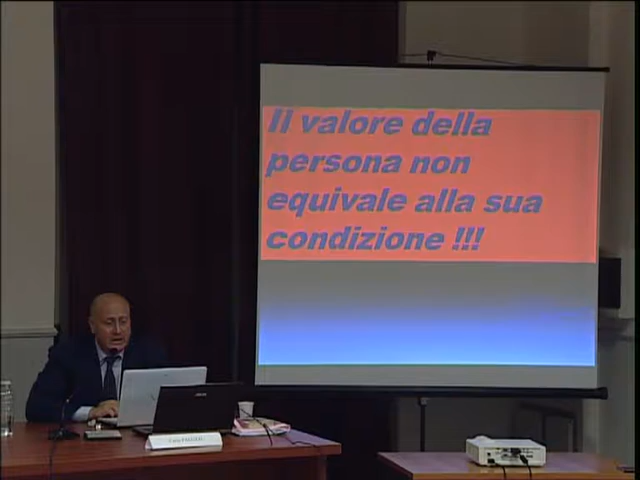 Il valore della
persona non
equivale alla sua
condizione !!!